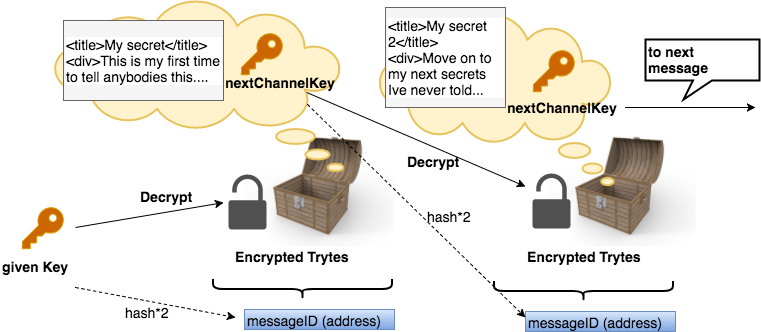 <title>My secret</title>
<div>This is my first time
to tell anybodies this....
nextChannelKey
<title>My secret
2</title>
<div>Move on to
my next secrets
Ive never told...
nextChannelKey
to next
message
Decrypt
Decrypt
given Key
hash*2
hash*2
Encrypted Trytes
Encrypted Trytes
messageID (address)
messageID (address)